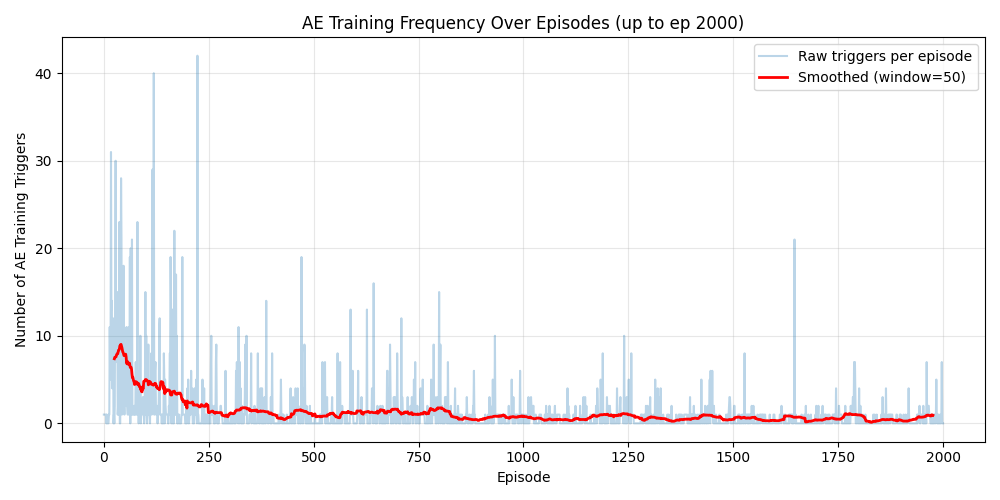 AE Training Frequency Over Episodes (up to ep 2000)
Raw triggers per episode
Smoothed (window=50)
Number of AE Training Triggers
40
30
20
10
0
0 250 500 750 1000 1250 1500 1750 2000
Episode